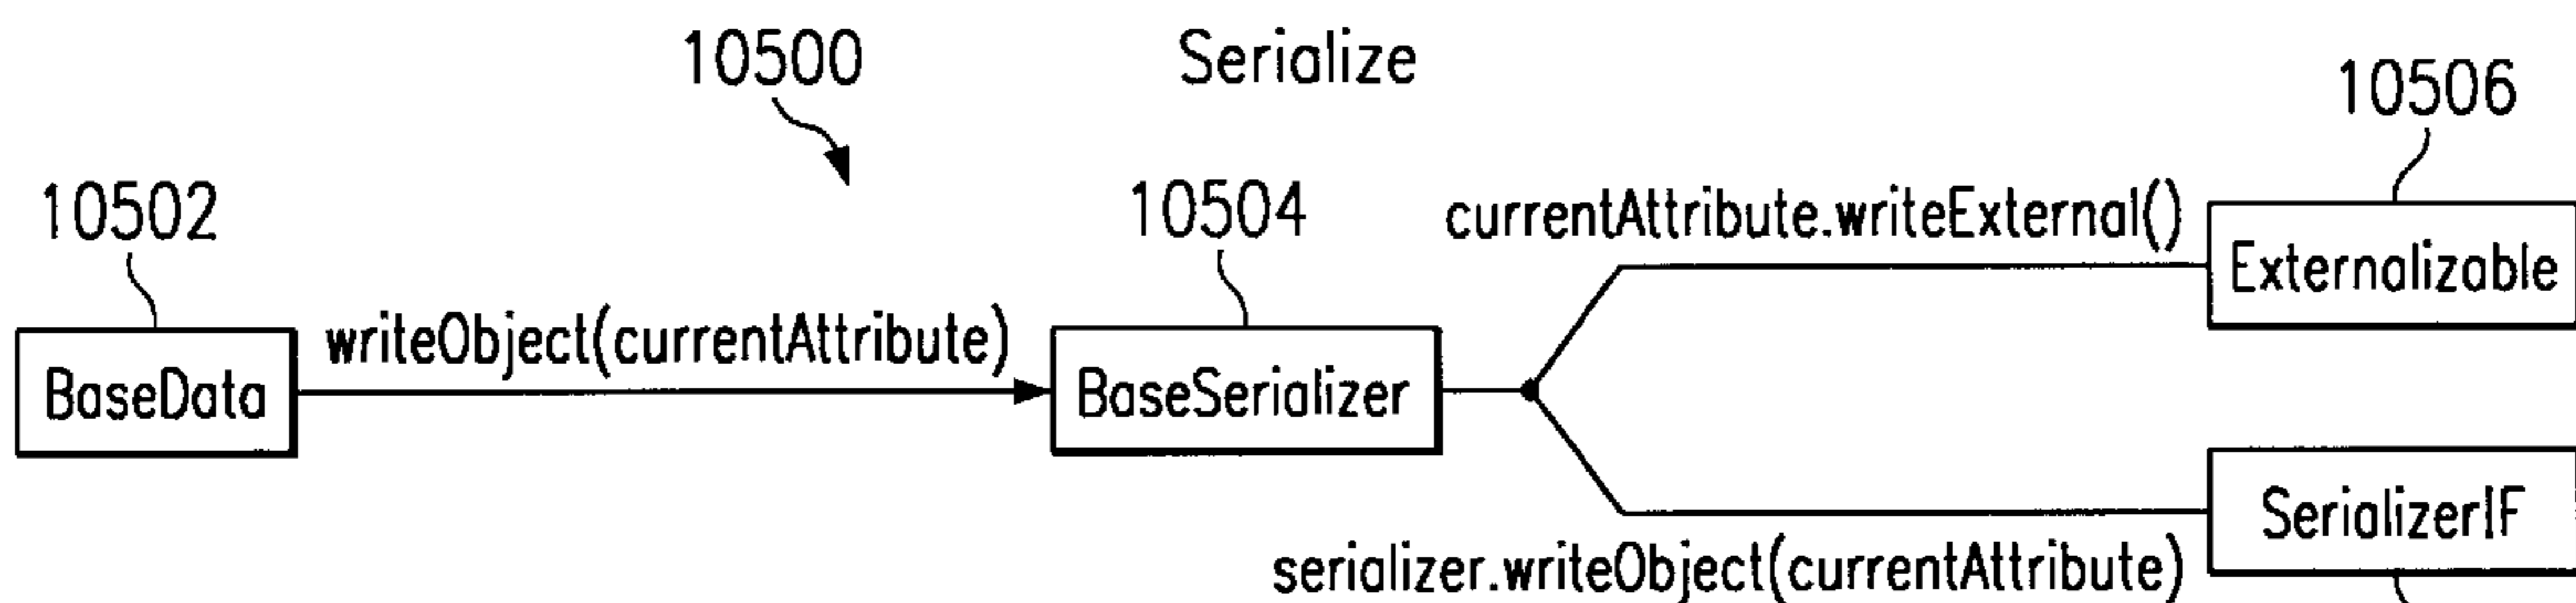 10500
Serialize
10506
10502
10504
currentAttribute.writeExternal()
Externalizable
writeObject(currentAttribute)
BaseData
BaseSerializer
SerializerIF
serializer.writeObject(currentAttribute)